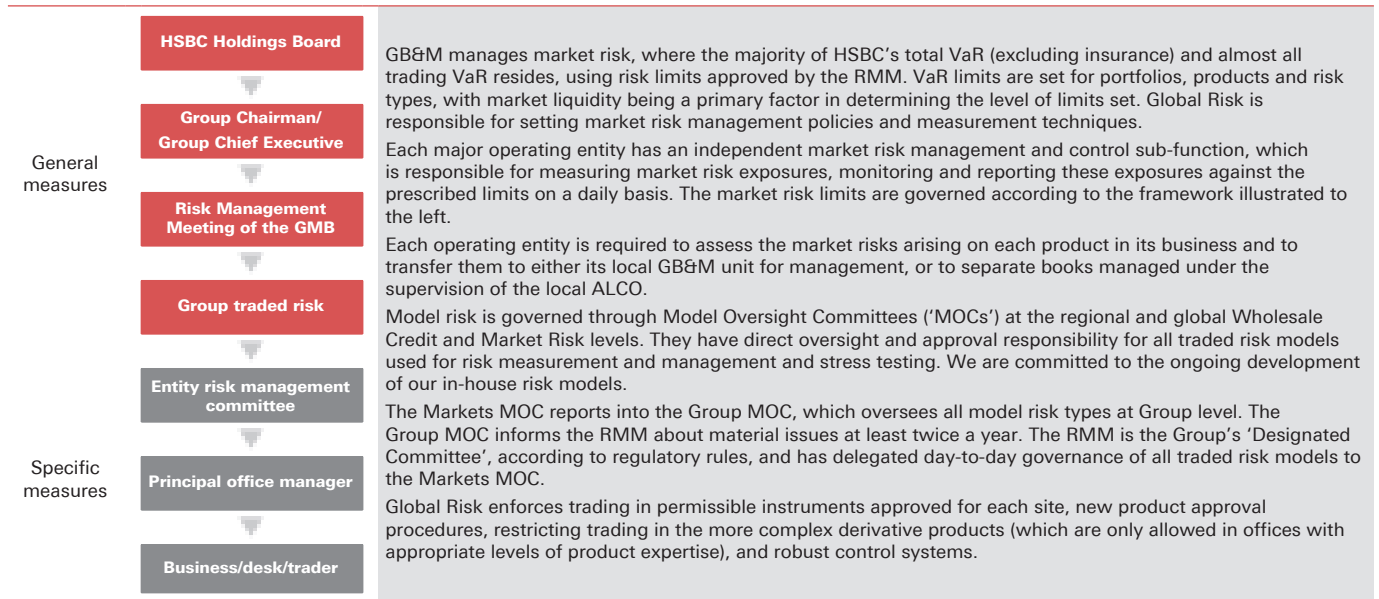 General
measures
Specific
measures
HSBC Holdings Board
Group Chairman/
Group Chief Executive
Risk Management
Meeting of the GMB
Group traded risk
Entity risk management
committee
Principal office manager
Business/desk/trader
GB&M manages market risk, where the majority of HSBC's total VaR (excluding insurance) and almost all
trading VaR resides, using risk limits approved by the RMM. VaR limits are set for portfolios, products and risk
types, with market liquidity being a primary factor in determining the level of limits set. Global Risk is
responsible for setting market risk management policies and measurement techniques.
Each major operating entity has an independent market risk management and control sub-function, which
is responsible for measuring market risk exposures, monitoring and reporting these exposures against the
prescribed limits on a daily basis. The market risk limits are governed according to the framework illustrated to
the left.
Each operating entity is required to assess the market risks arising on each product in its business and to
transfer them to either its local GB&M unit for management, or to separate books managed under the
supervision of the local ALCO.
Model risk is governed through Model Oversight Committees ('MOCs') at the regional and global Wholesale
Credit and Market Risk levels. They have direct oversight and approval responsibility for all traded risk models
used for risk measurement and management and stress testing. We are committed to the ongoing development
of our in-house risk models.
The Markets MOC reports into the Group MOC, which oversees all model risk types at Group level. The
Group MOC informs the RMM about material issues at least twice a year. The RMM is the Group's 'Designated
Committee', according to regulatory rules, and has delegated day-to-day governance of all traded risk models to
the Markets MOC.
Global Risk enforces trading in permissible instruments approved for each site, new product approval
procedures, restricting trading in the more complex derivative products (which are only allowed in offices with
appropriate levels of product expertise), and robust control systems.